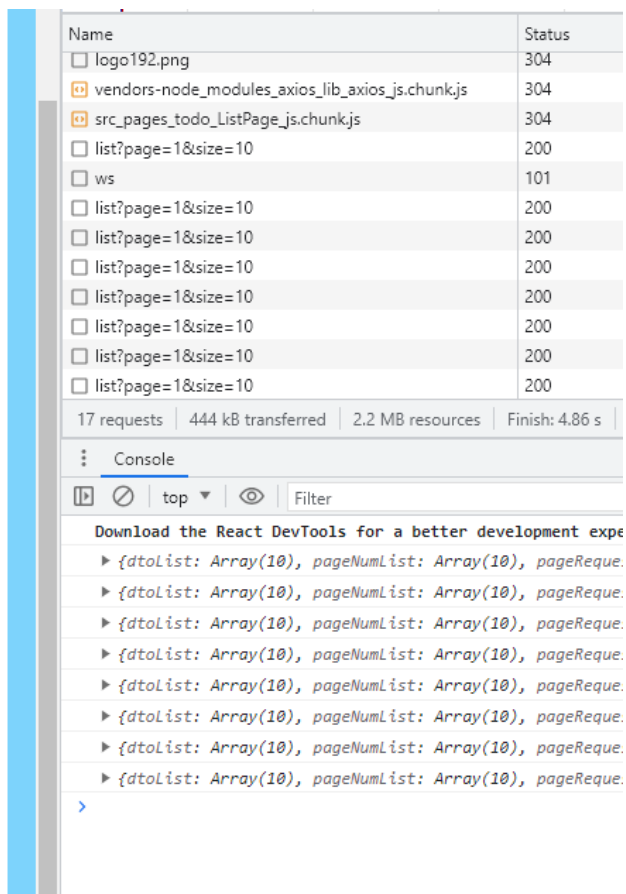 Name Status
logo192.png 304
vendors-node_modules_axios_lib_axios_js.chunk.js 304
src_pages_todo_ListPage_js.chunk.js 304
list?page=1&size=10 200
ws 101
list?page=1&size=10 200
list?page=1&size=10 200
list?page=1&size=10 200
list?page=1&size=10 200
list?page=1&size=10 200
list?page=1&size=10 200
list?page=1&size=10 200
17 requests 444 kB transferred 2.2 MB resources Finish: 4.86 s
Console
top Filter
Download the React DevTools for a better development expe
{dtoList: Array(10), pageNumList: Array(10), pageReque
{dtoList: Array(10), pageNumList: Array(10), pageReque
{dtoList: Array(10), pageNumList: Array(10), pageReque
{dtoList: Array(10), pageNumList: Array(10), pageReque
{dtoList: Array(10), pageNumList: Array(10), pageReque
{dtoList: Array(10), pageNumList: Array(10), pageReque
{dtoList: Array(10), pageNumList: Array(10), pageReque
{dtoList: Array(10), pageNumList: Array(10), pageReque